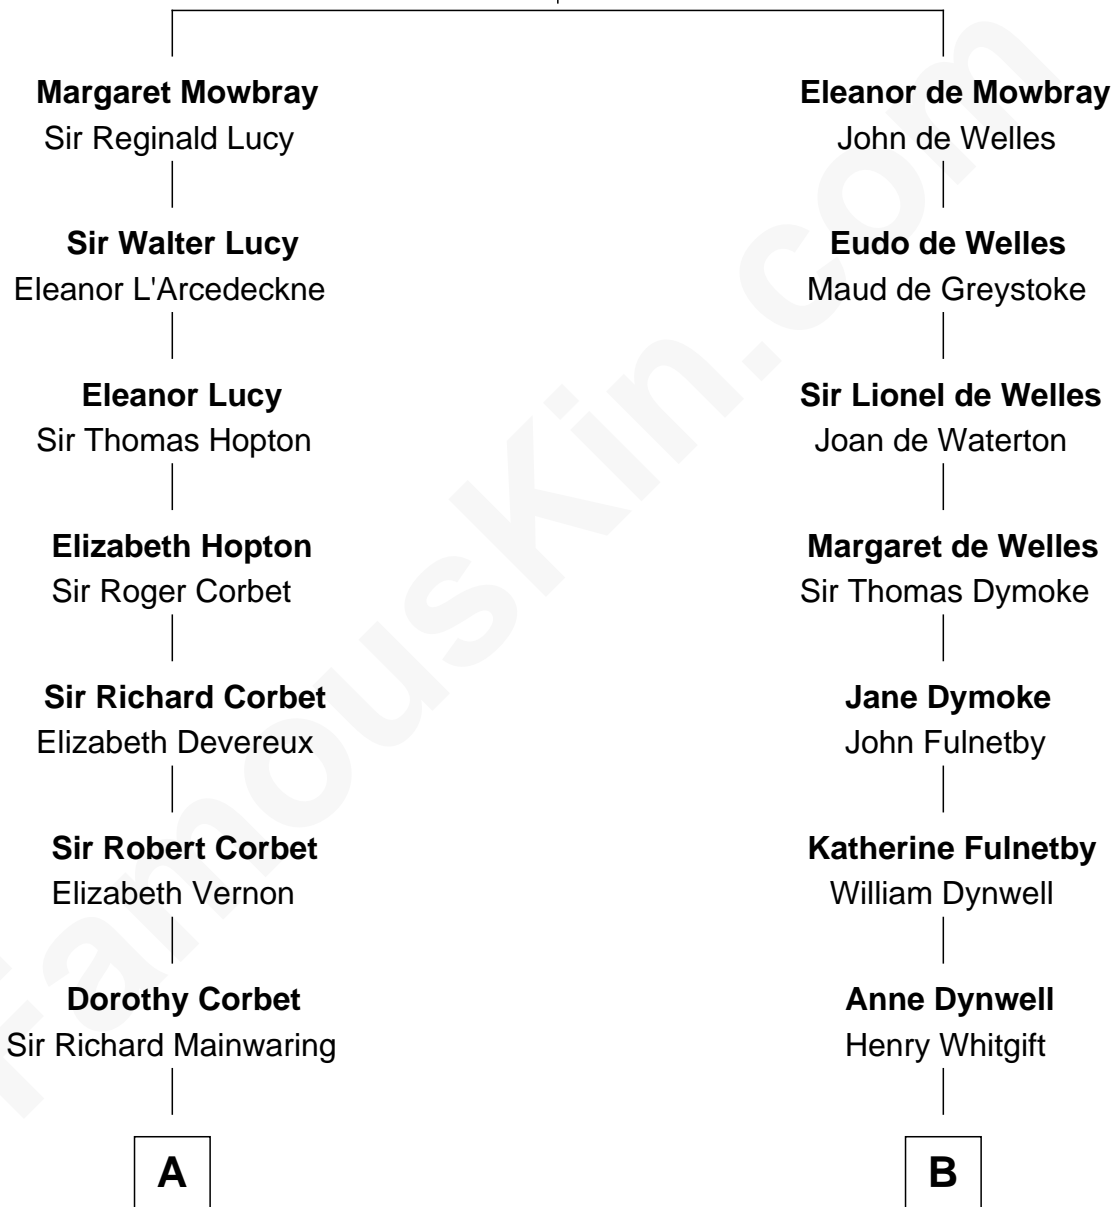 Margaret Mowbray
Sir Reginald Lucy
Sir Walter Lucy
Eleanor L'Arcedeckne
Eleanor Lucy
Sir Thomas Hopton
Elizabeth Hopton
Sir Roger Corbet
Sir Richard Corbet
Elizabeth Devereux
Sir Robert Corbet
Elizabeth Vernon
Dorothy Corbet
Sir Richard Mainwaring
A
Eleanor de Mowbray
John de Welles
Eudo de Welles
Maud de Greystoke
Sir Lionel de Welles
Joan de Waterton
Margaret de Welles
Sir Thomas Dymoke
Jane Dymoke
John Fulnetby
Katherine Fulnetby
William Dynwell
Anne Dynwell
Henry Whitgift
B
FamousKin.com